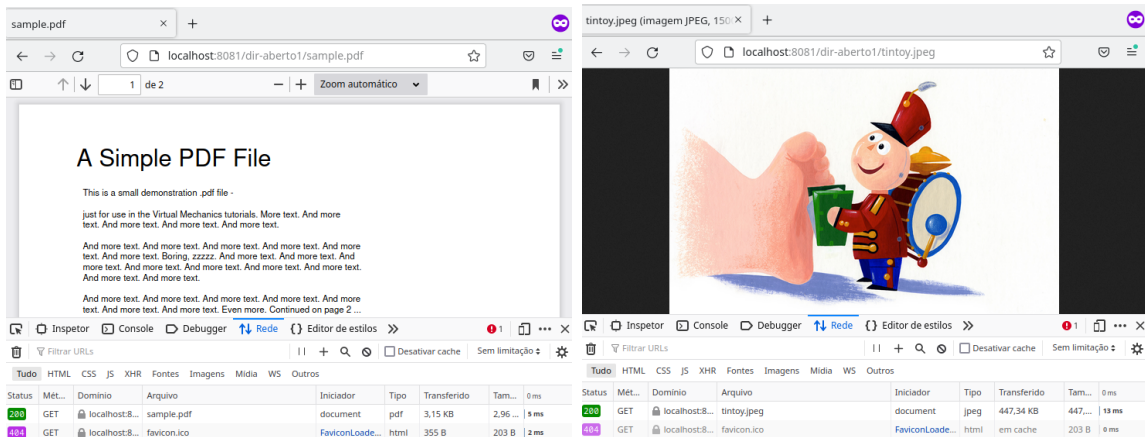 sample.pdf
localhost:8081/dir-aberto1/sample.pdf
1 de 2
Zoom automático
A Simple PDF File
This is a small demonstration .pdf file -
just for use in the Virtual Mechanics tutorials. More text. And more
text. And more text. And more text. And more text.
And more text. And more text. And more text. And more text. And more
text. And more text. Boring, zzzzz. And more text. And more text. And
more text. And more text. And more text. And more text. And more text.
And more text. And more text.
And more text. And more text. And more text. And more text. And more
text. And more text. And more text. Even more. Continued on page 2 ...
Inspetor Console Debugger Rede Editor de estilos 1
Filtrar URLs Desativar cache Sem limitação
Tudo HTML CSS JS XHR Fontes Imagens Mídia WS Outros
Status Mét... Domínio Arquivo Iniciador Tipo Transferido Tam... 0 ms
200 GET localhost:8... sample.pdf document pdf 3,15 KB 2,96 ... 5 ms
404 GET localhost:8... favicon.ico FaviconLoade... html 355 B 203 B 2 ms
tintoy.jpeg (imagem JPEG, 150
localhost:8081/dir-aberto1/tintoy.jpeg
Inspetor Console Debugger Rede Editor de estilos 1
Filtrar URLs Desativar cache Sem limitação
Tudo HTML CSS JS XHR Fontes Imagens Mídia WS Outros
Status Mét... Domínio Arquivo Iniciador Tipo Transferido Tam... 0 ms
200 GET localhost:8... tintoy.jpeg document jpeg 447,34 KB 447,... 13 ms
404 GET localhost:8... favicon.ico FaviconLoade... html em cache 203 B 0 ms